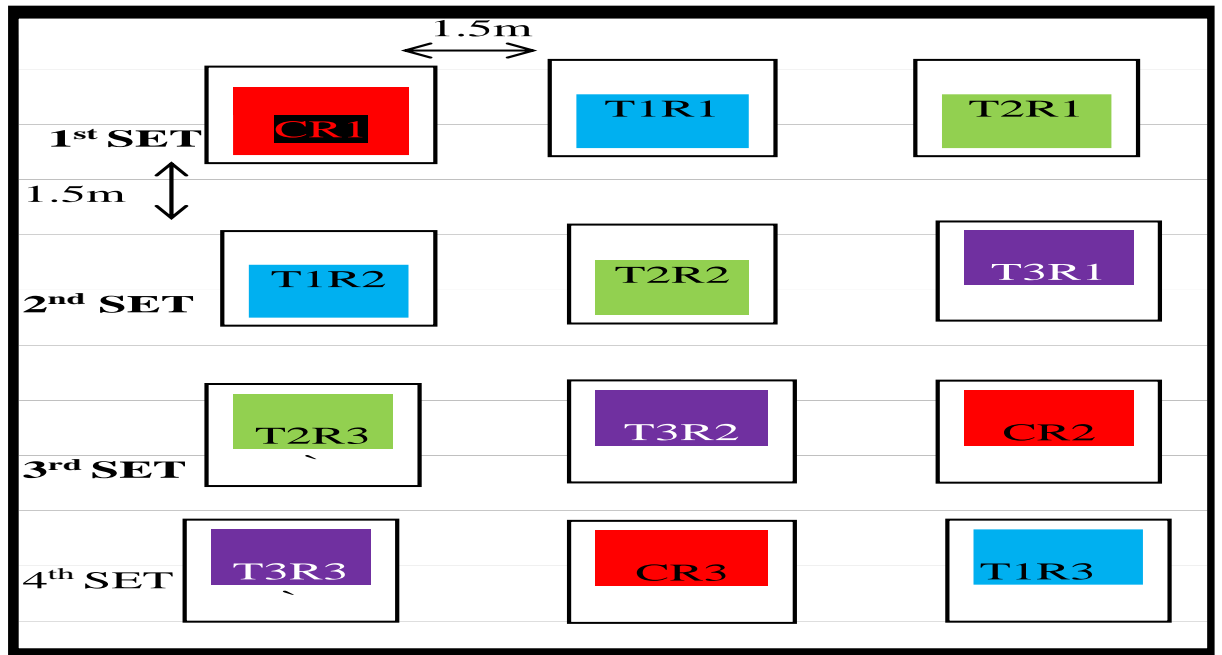 1.5m
CR1 T1R1 T2R1
1st SET
1.5m
T1R2 T2R2 T3R1
2nd SET
T2R3 T3R2 CR2
`
3rd SET
T3R3 CR3 T1R3
4th SET
`